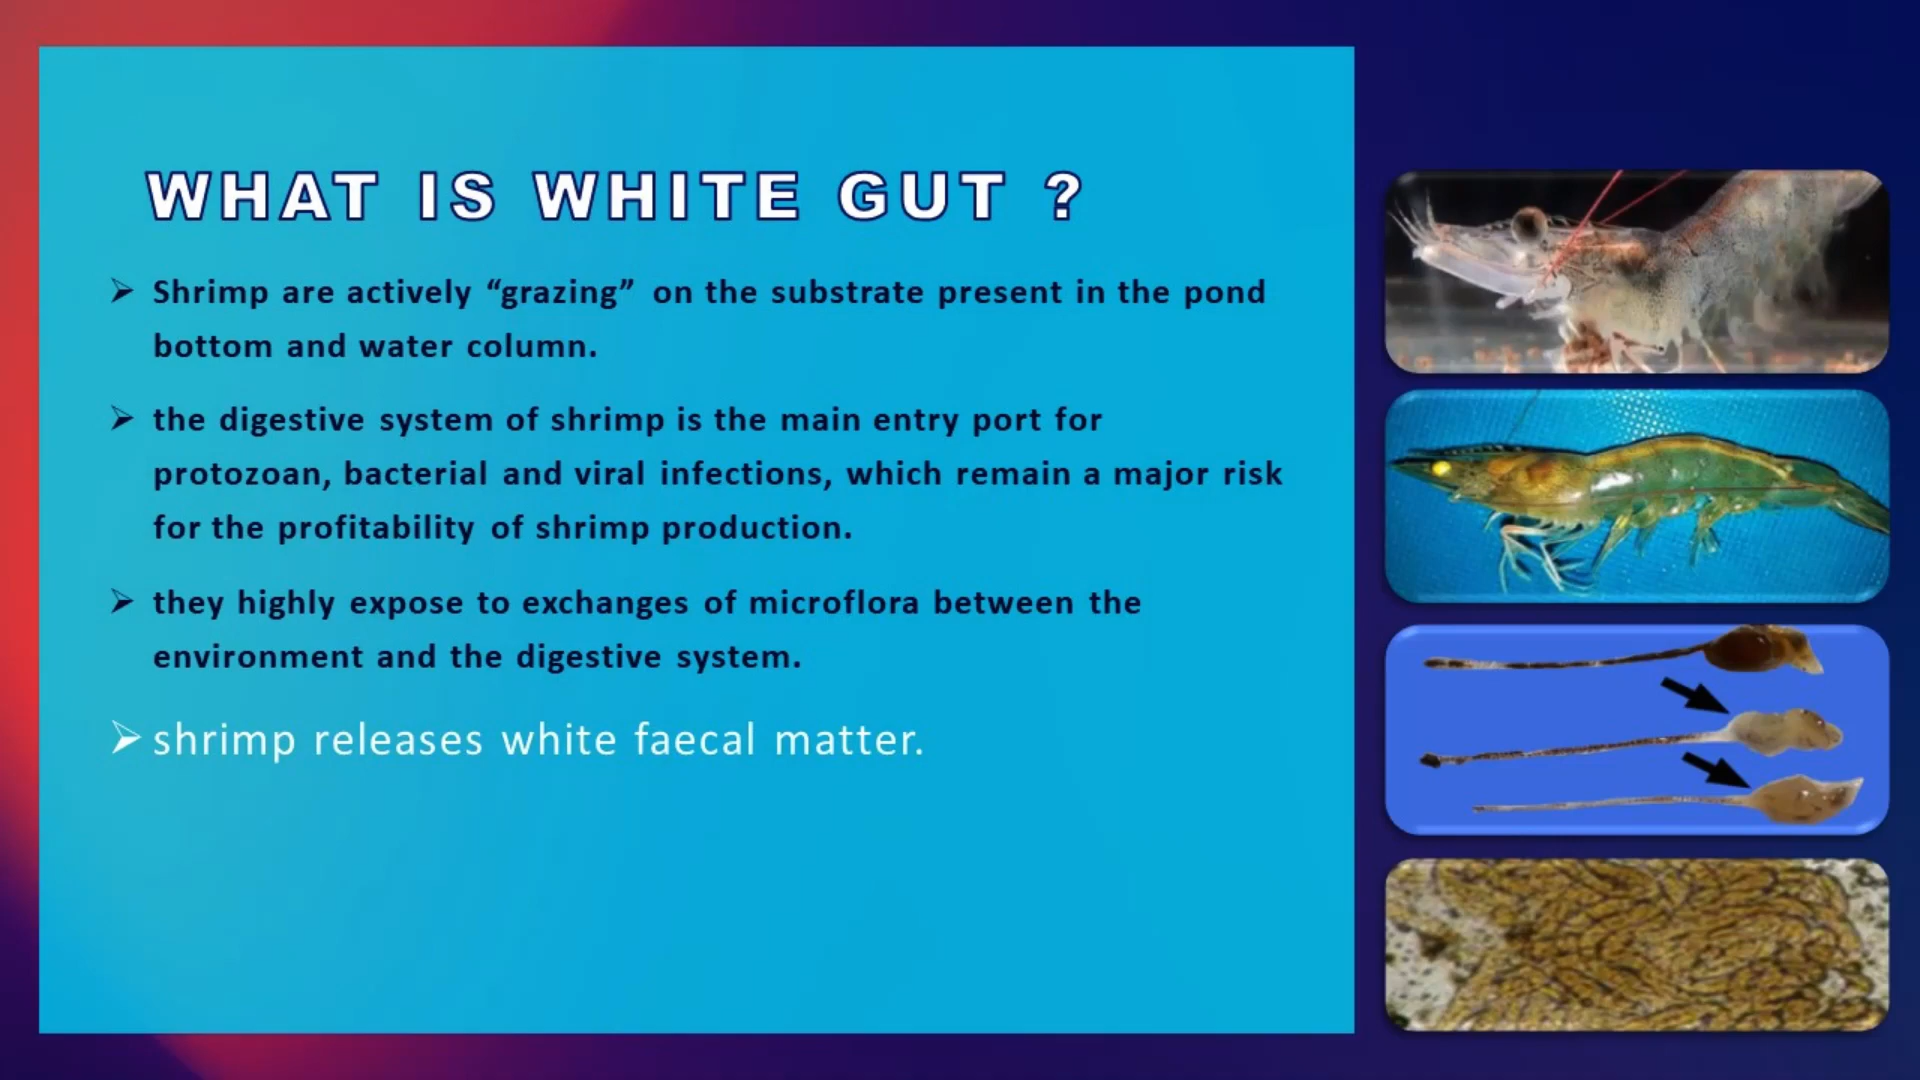 WHAT IS WHITE GUT ?
➢ Shrimp are actively “grazing” on the substrate present in the pond
bottom and water column.
➢ the digestive system of shrimp is the main entry port for
protozoan, bacterial and viral infections, which remain a major risk
for the profitability of shrimp production.
➢ they highly expose to exchanges of microflora between the
environment and the digestive system.
➢ shrimp releases white faecal matter.